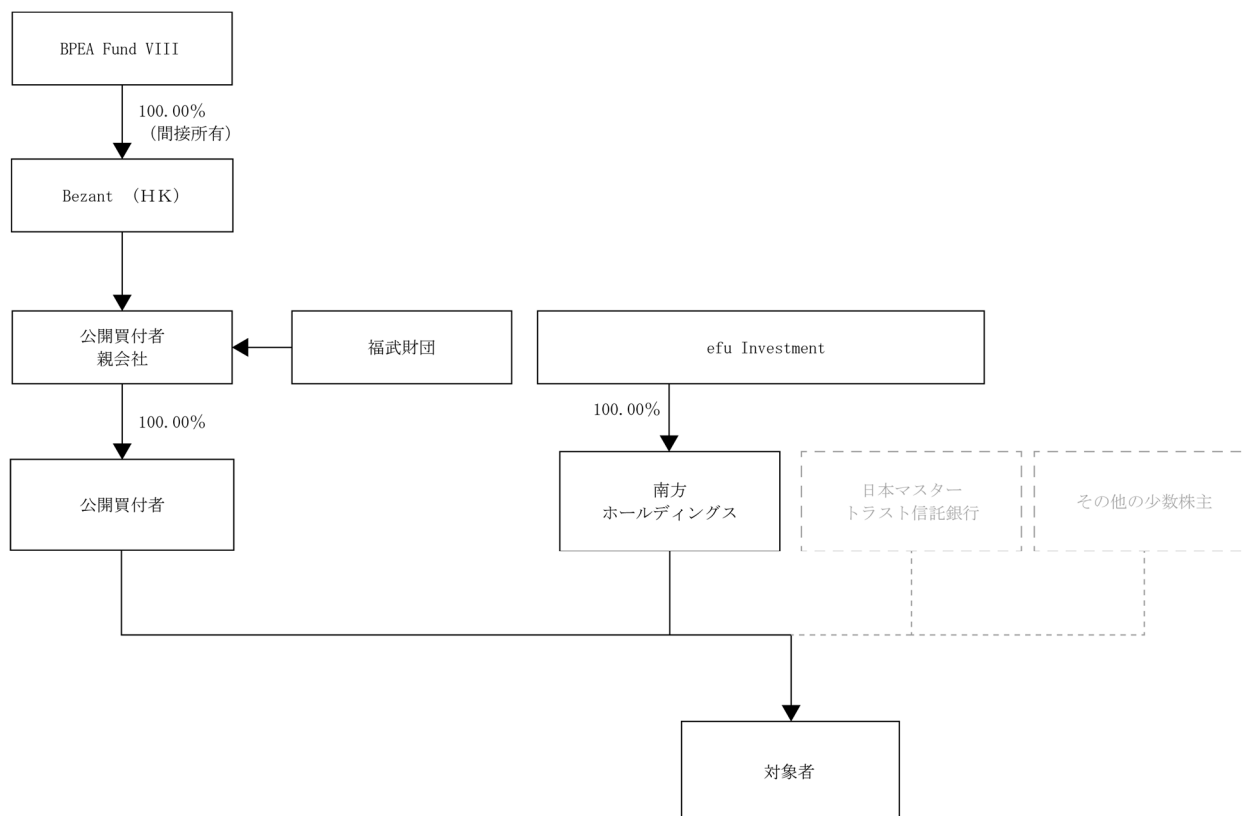 BPEA Fund VIII
100.00%
（間接所有）
Bezant （ＨＫ）
公開買付者
親会社
福武財団
efu Investment
100.00%
100.00%
公開買付者
南方
ホールディングス
日本マスター
トラスト信託銀行
その他の少数株主
対象者